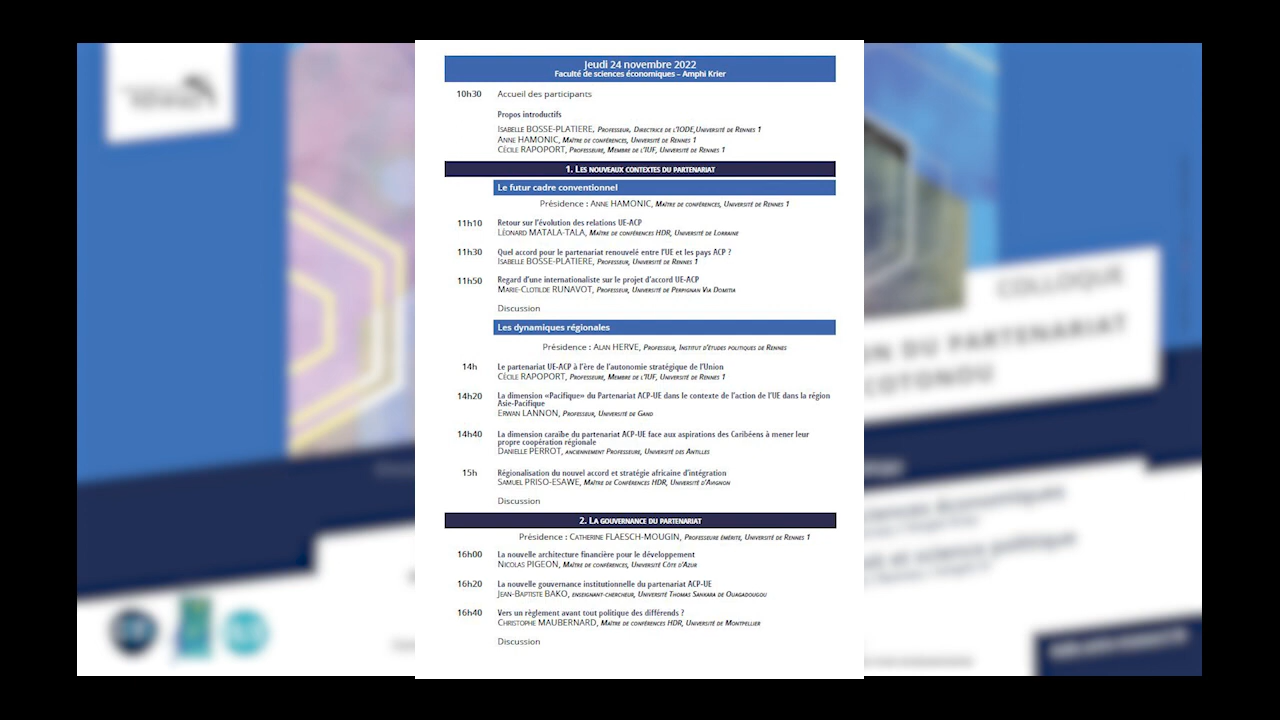 Jeudi 24 novembre 2022
Faculté de sciences économiques – Amphi Krier
10h30 Accueil des participants
Propos introductifs
Isabelle BOSSE-PLATIERE, Professeur, Directrice de l'IODE,Université de Rennes 1
Anne HAMONIC, Maître de conférences, Université de Rennes 1
Cécile RAPOPORT, Professeure, Membre de l'IUF, Université de Rennes 1
1. Les nouveaux contextes du partenariat
Le futur cadre conventionnel
Présidence : Anne HAMONIC, Maître de conférences, Université de Rennes 1
11h10 Retour sur l'évolution des relations UE-ACP
Léonard MATALA-TALA, Maître de conférences HDR, Université de Lorraine
11h30 Quel accord pour le partenariat renouvelé entre l'UE et les pays ACP ?
Isabelle BOSSE-PLATIERE, Professeur, Université de Rennes 1
11h50 Regard d'une internationaliste sur le projet d'accord UE-ACP
Marie-Clotilde RUNAVOT, Professeur, Université de Perpignan Via Domitia
Discussion
Les dynamiques régionales
Présidence : Alan HERVE, Professeur, Institut d'Etudes politiques de Rennes
14h Le partenariat UE-ACP à l'ère de l'autonomie stratégique de l'Union
Cécile RAPOPORT, Professeure, Membre de l'IUF, Université de Rennes 1
14h20 La dimension «Pacifique» du Partenariat ACP-UE dans le contexte de l'action de l'UE dans la région
Asie-Pacifique
Erwan LANNON, Professeur, Université de Gand
14h40 La dimension caraïbe du partenariat ACP-UE face aux aspirations des Caribéens à mener leur
propre coopération régionale
Danielle PERROT, anciennement Professeure, Université des Antilles
15h Régionalisation du nouvel accord et stratégie africaine d'intégration
Samuel PRISO-ESAWE, Maître de Conférences HDR, Université d'Avignon
Discussion
2. La gouvernance du partenariat
Présidence : Catherine FLAESCH-MOUGIN, Professeure émérite, Université de Rennes 1
16h00 La nouvelle architecture financière pour le développement
Nicolas PIGEON, Maître de conférences, Université Côte d'Azur
16h20 La nouvelle gouvernance institutionnelle du partenariat ACP-UE
Jean-Baptiste BAKO, enseignant-chercheur, Université Thomas Sankara de Ouagadougou
16h40 Vers un règlement avant tout politique des différends ?
Christophe MAUBERNARD, Maître de conférences HDR, Université de Montpellier
Discussion
COLLOQUE
DU PARTENARIAT
COTONOU